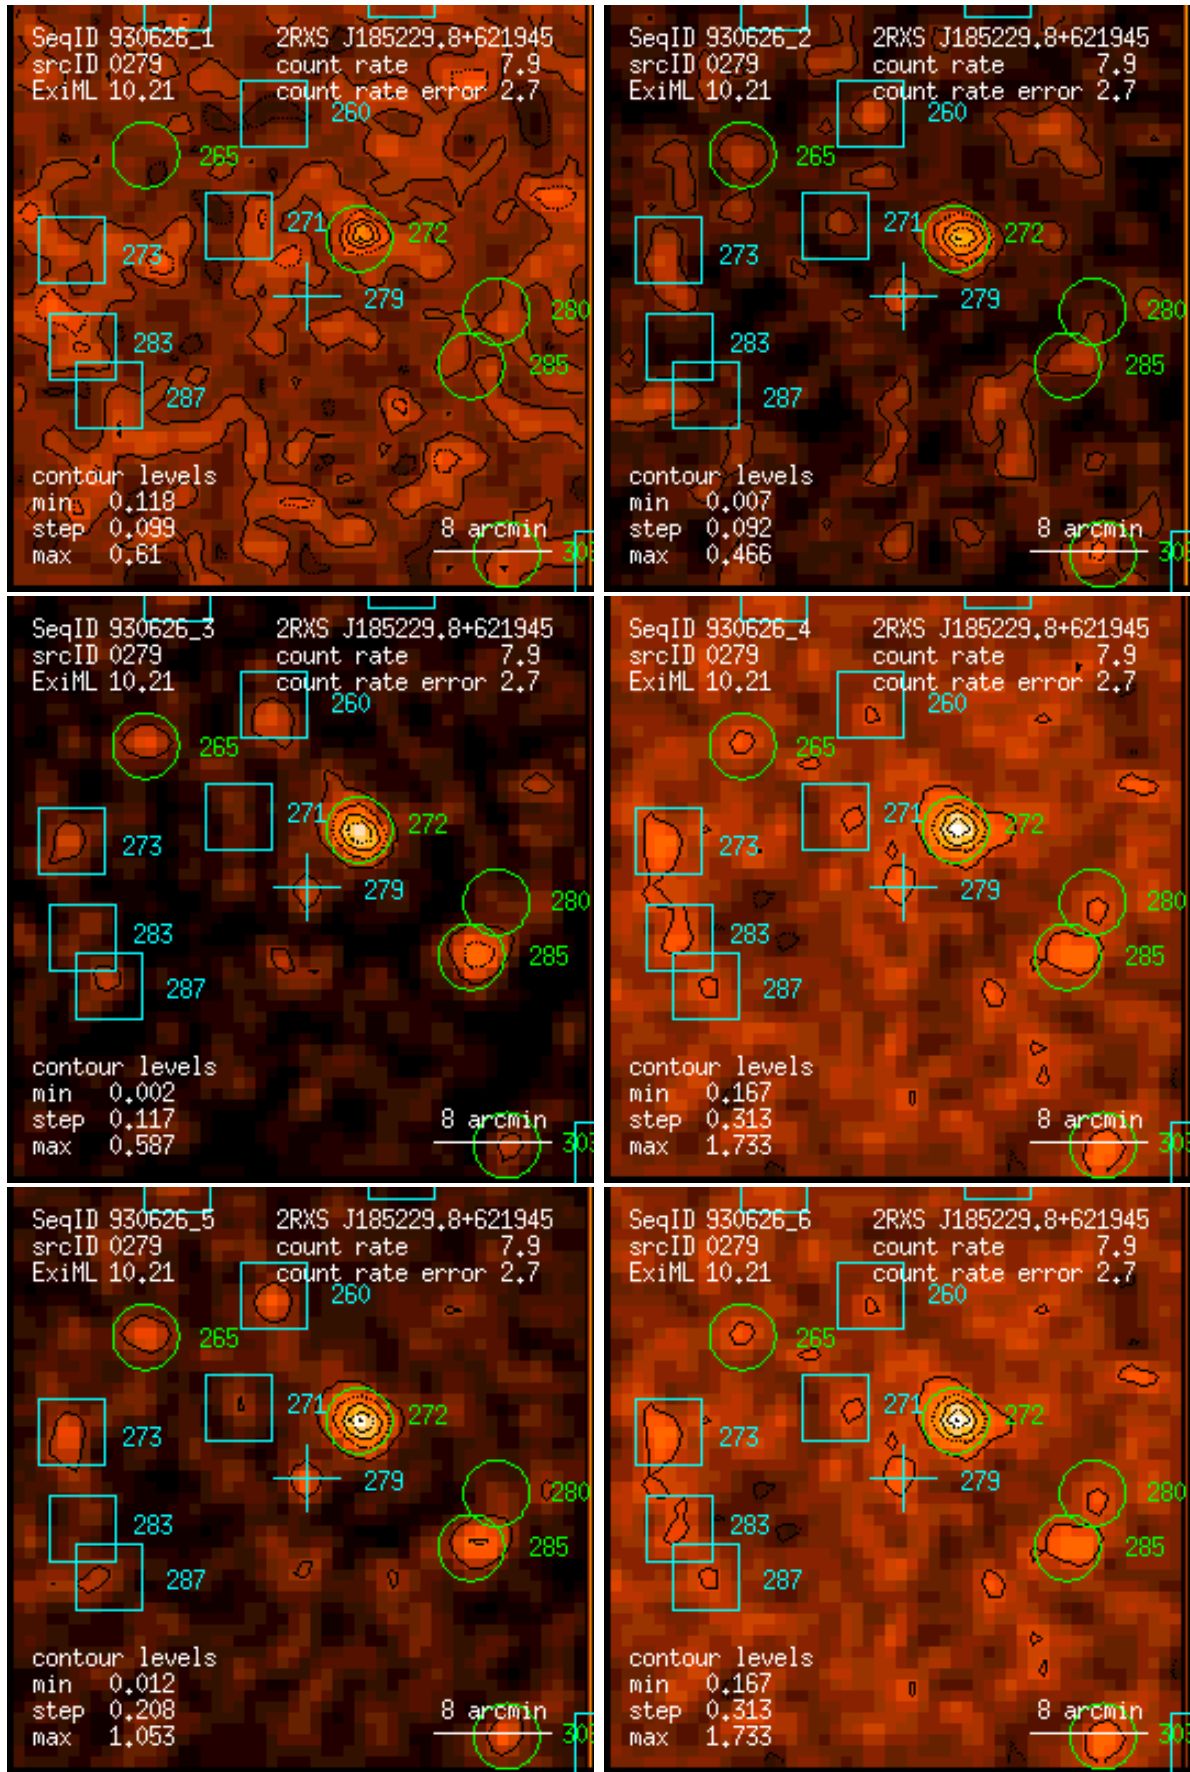 SeqID 930626_1 2RXS J185229.8+621945
srcID 0279 count rate 7.9
ExiML 10.21 count rate error 2.7
260
265
271 272
273
279
280
283
285
287
contour levels
min 0.118
step 0.099 8 arcmin
max 0.61
SeqID 930626_2 2RXS J185229.8+621945
srcID 0279 count rate 7.9
ExiML 10.21 count rate error 2.7
260
265
271 272
273
279
280
283
285
287
contour levels
min 0.007
step 0.092 8 arcmin
max 0.466
SeqID 930626_3 2RXS J185229.8+621945
srcID 0279 count rate 7.9
ExiML 10.21 count rate error 2.7
260
265
271 272
273
279
280
283
285
287
contour levels
min 0.002
step 0.117 8 arcmin
max 0.587
SeqID 930626_4 2RXS J185229.8+621945
srcID 0279 count rate 7.9
ExiML 10.21 count rate error 2.7
260
265
271 272
273
279
280
283
285
287
contour levels
min 0.167
step 0.313 8 arcmin
max 1.733
SeqID 930626_5 2RXS J185229.8+621945
srcID 0279 count rate 7.9
ExiML 10.21 count rate error 2.7
260
265
271 272
273
279
280
283
285
287
contour levels
min 0.012
step 0.208 8 arcmin
max 1.053
SeqID 930626_6 2RXS J185229.8+621945
srcID 0279 count rate 7.9
ExiML 10.21 count rate error 2.7
260
265
271 272
273
279
280
283
285
287
contour levels
min 0.167
step 0.313 8 arcmin
max 1.733